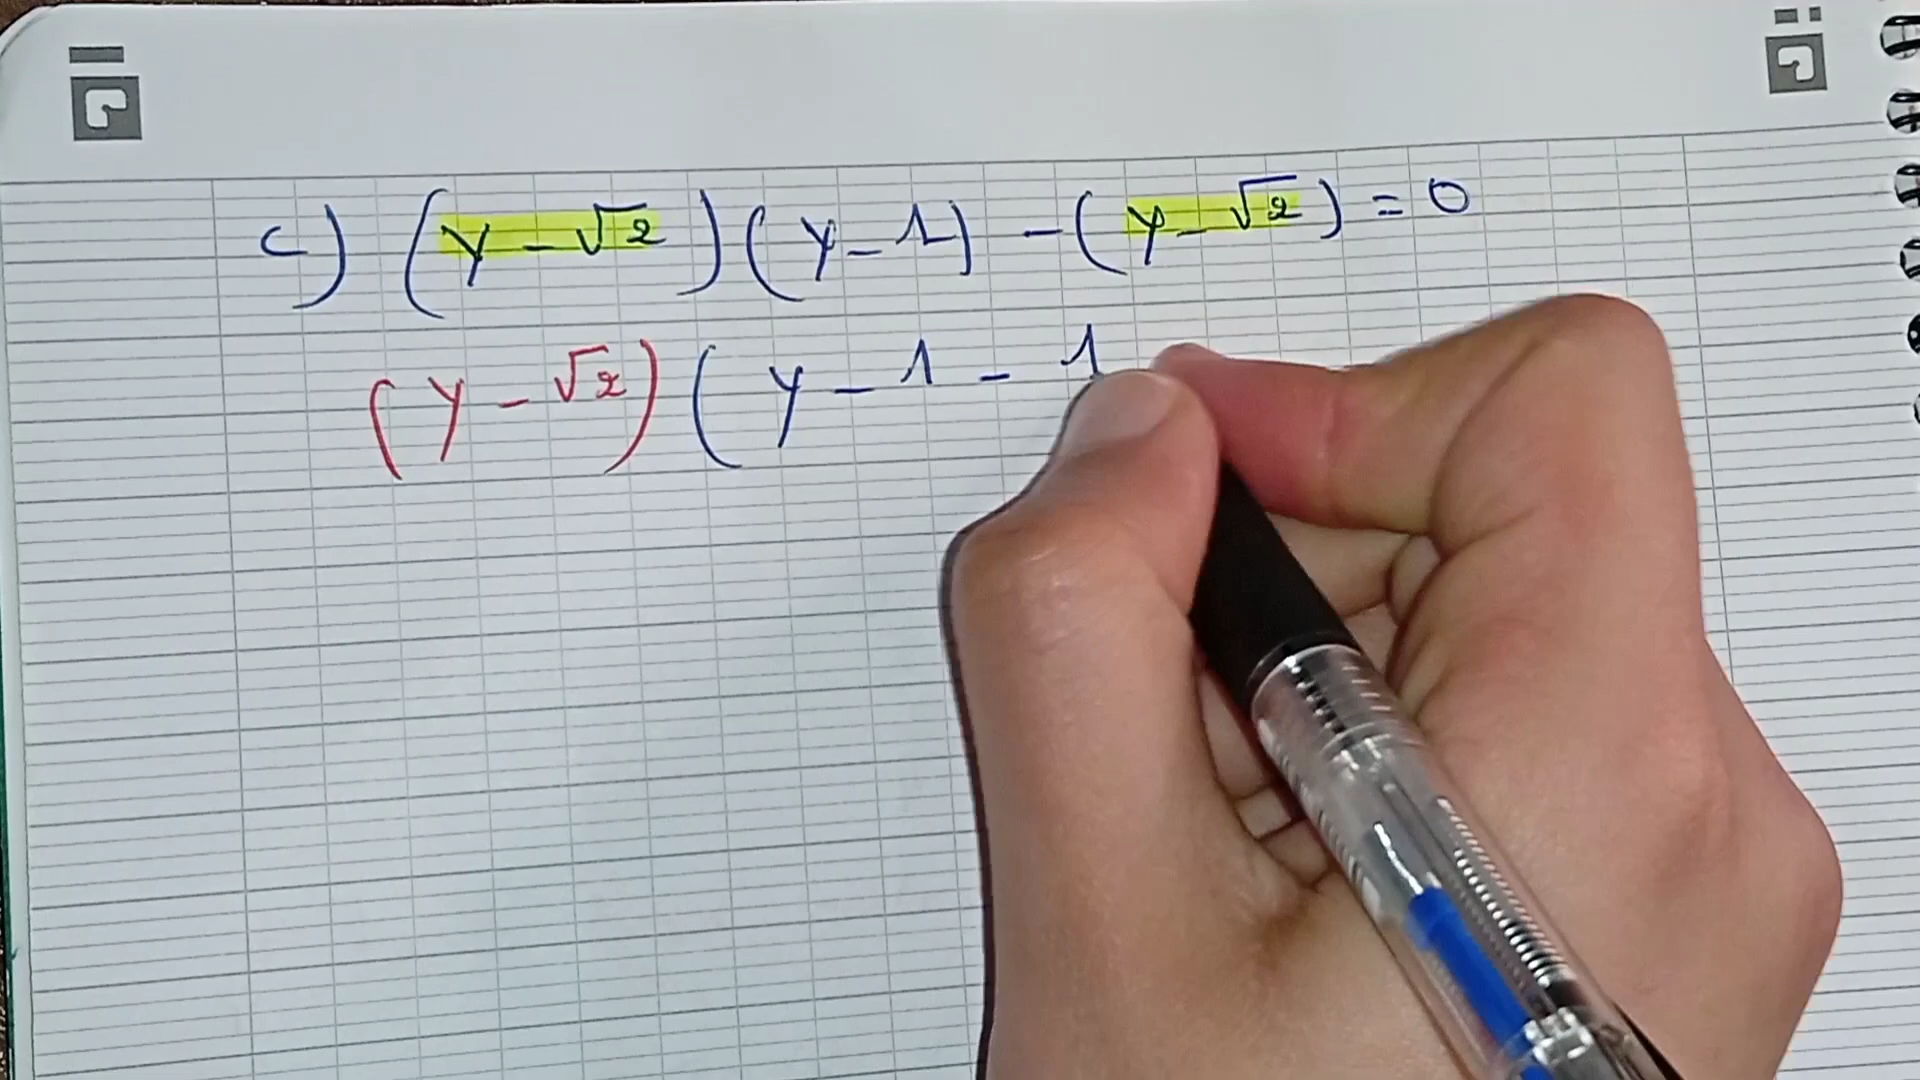 c) (y - √2)(y - 1) - (y - √2) = 0
(y - √2)(y - 1 - 1